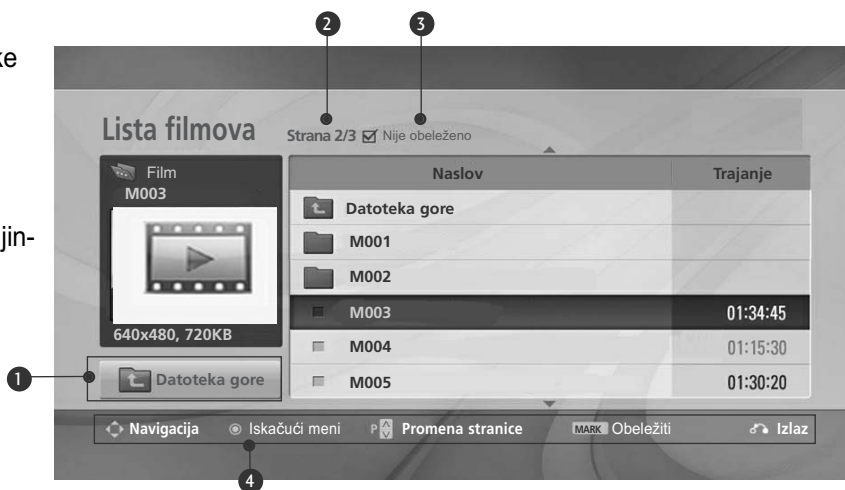 2 3
ke
Lista filmova Strana 2/3 Nije obeleženo
Film
M003
Naslov Trajanje
Datoteka gore
M001
jin-
M002
M003 01:34:45
640x480, 720KB
M004 01:15:30
1 Datoteka gore
M005 01:30:20
Navigacija Iskačući meni P Promena stranice MARK Obeležiti Izlaz
4